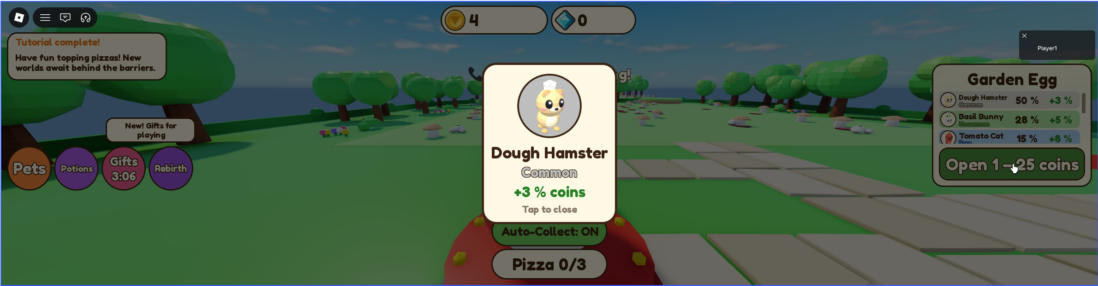 4
0
Tutorial complete!
Have fun topping pizzas! New
worlds await behind the barriers.
Player1
g!
Garden Egg
Dough Hamster 50 % +3 %
Common
Basil Bunny 28 % +5 %
Tomato Cat 15 % +8 %
Open 1 – 25 coins
New! Gifts for
playing
Pets
Potions
Gifts
3:06
Rebirth
Dough Hamster
Common
+3 % coins
Tap to close
Auto-Collect: ON
Pizza 0/3